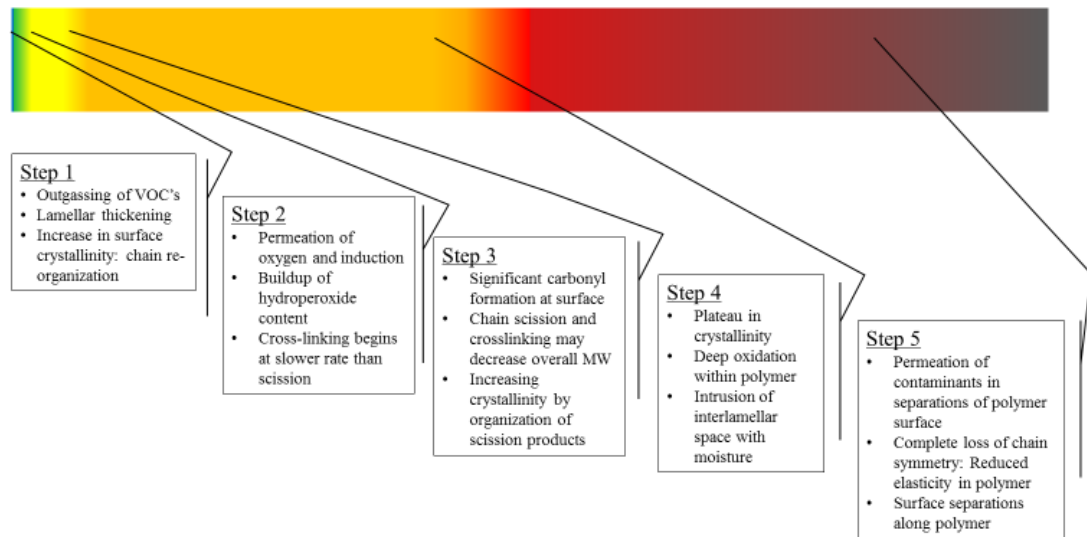 Step 1
• Outgassing of VOC's
• Lamellar thickening
• Increase in surface
crystallinity: chain re-
organization
Step 2
• Permeation of
oxygen and induction
• Buildup of
hydroperoxide
content
• Cross-linking begins
at slower rate than
scission
Step 3
• Significant carbonyl
formation at surface
• Chain scission and
crosslinking may
decrease overall MW
• Increasing
crystallinity by
organization of
scission products
Step 4
• Plateau in
crystallinity
• Deep oxidation
within polymer
• Intrusion of
interlamellar
space with
moisture
Step 5
• Permeation of
contaminants in
separations of polymer
surface
• Complete loss of chain
symmetry: Reduced
elasticity in polymer
• Surface separations
along polymer